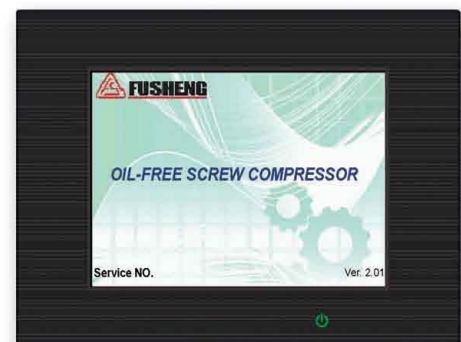 FUSHENG
OIL-FREE SCREW COMPRESSOR
Service NO.
Ver. 2.01